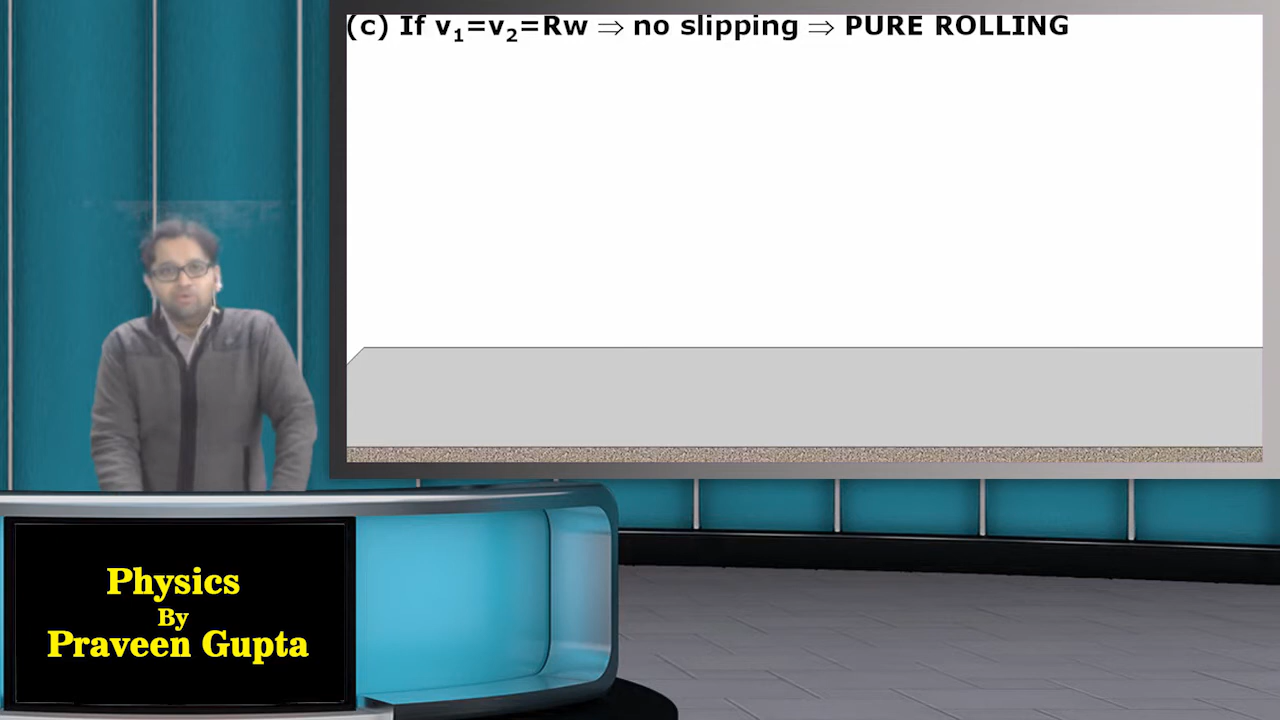 (c) If v₁=v₂=Rw ⇒ no slipping ⇒ PURE ROLLING
Physics
By
Praveen Gupta